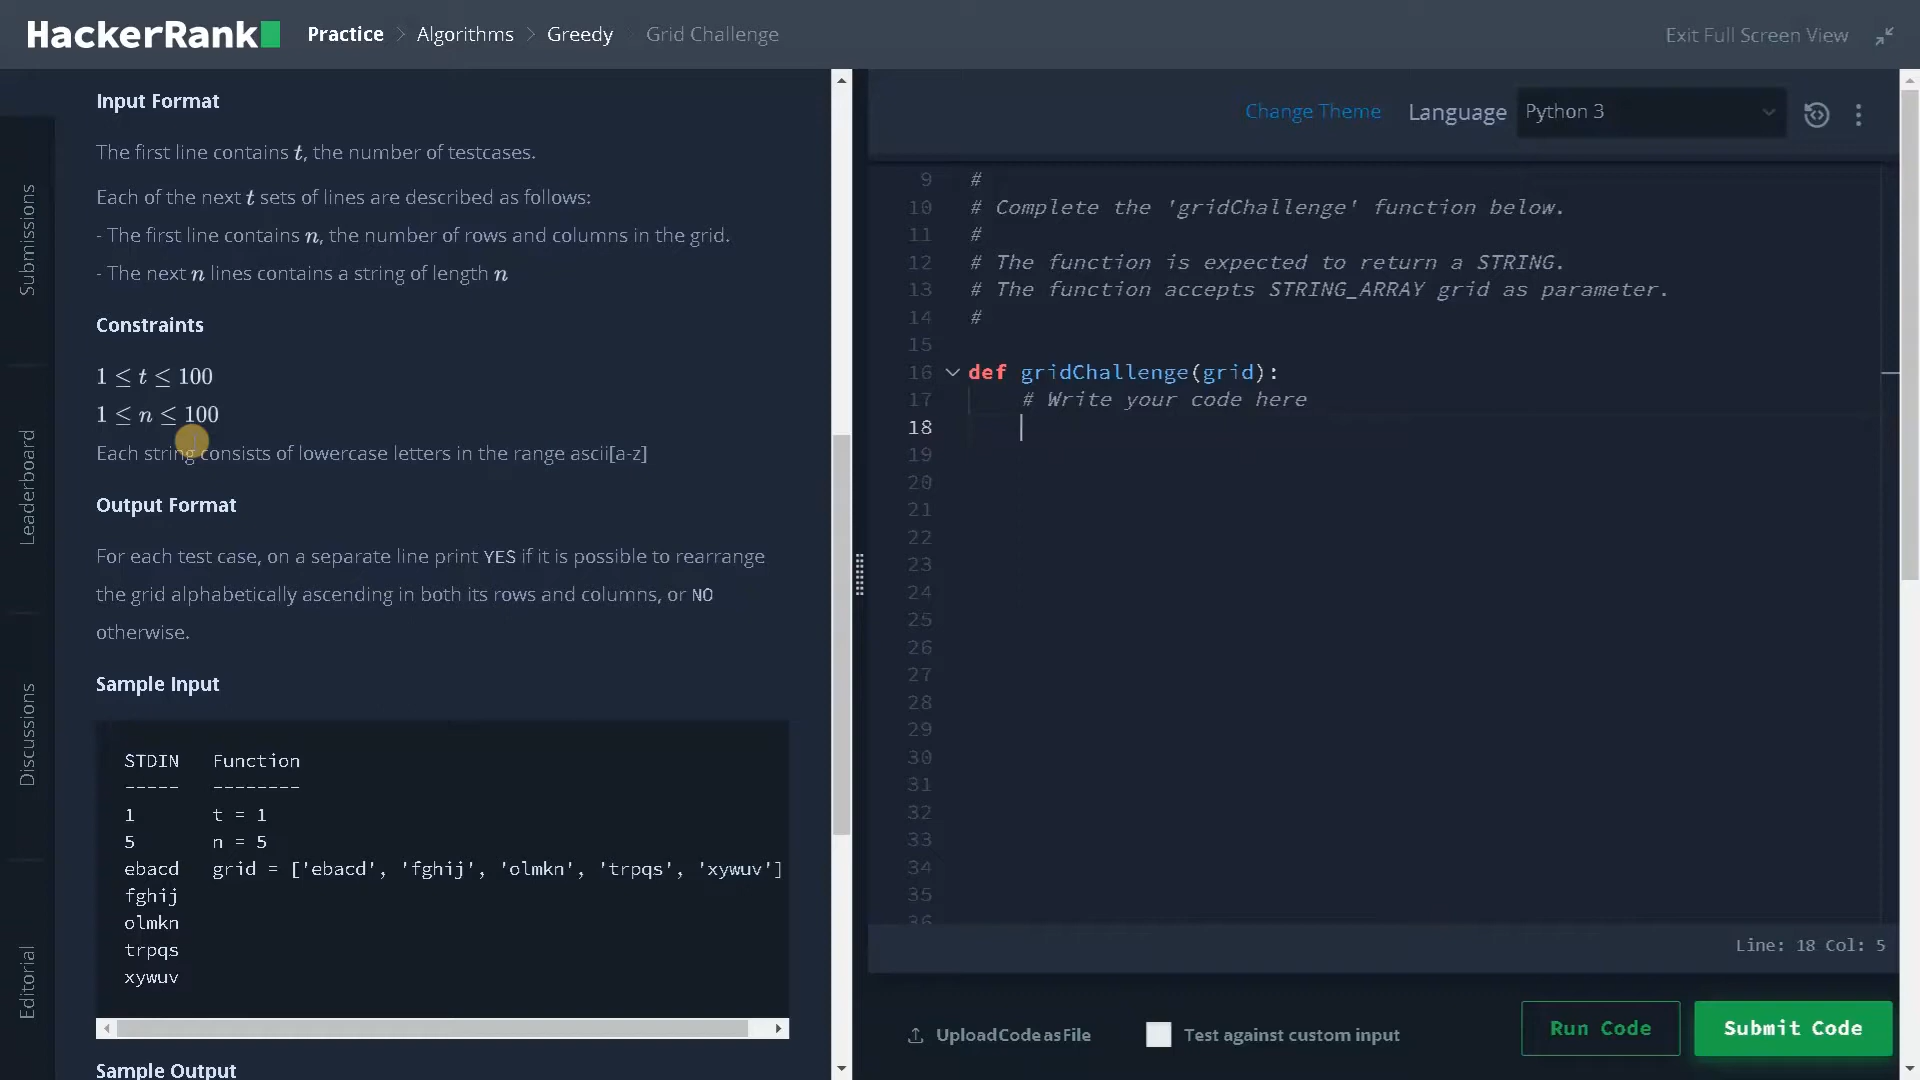 HackerRank
Practice > Algorithms > Greedy Grid Challenge
Exit Full Screen View
Submissions
Leaderboard
Discussions
Editorial
Input Format
The first line contains t, the number of testcases.
Each of the next t sets of lines are described as follows:
- The first line contains n, the number of rows and columns in the grid.
- The next n lines contains a string of length n
Constraints
1 ≤ t ≤ 100
1 ≤ n ≤ 100
Each string consists of lowercase letters in the range ascii[a-z]
Output Format
For each test case, on a separate line print YES if it is possible to rearrange
the grid alphabetically ascending in both its rows and columns, or NO
otherwise.
Sample Input
STDIN Function
----- --------
1 t = 1
5 n = 5
ebacd grid = ['ebacd', 'fghij', 'olmkn', 'trpqs', 'xywuv']
fghij
olmkn
trpqs
xywuv
Sample Output
Change Theme Language Python 3
9 #
10 # Complete the 'gridChallenge' function below.
11 #
12 # The function is expected to return a STRING.
13 # The function accepts STRING_ARRAY grid as parameter.
14 #
15
16 def gridChallenge(grid):
17 # Write your code here
18
19
20
21
22
23
24
25
26
27
28
29
30
31
32
33
34
35
36
Line: 18 Col: 5
Upload Code as File
Test against custom input
Run Code
Submit Code